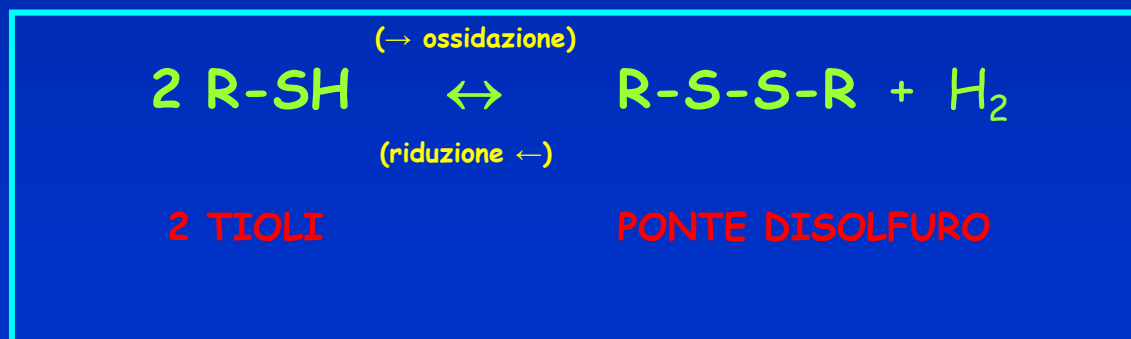 (→ ossidazione)
2 R-SH ↔ R-S-S-R + H₂
(riduzione ←)
2 TIOLI PONTE DISOLFURO